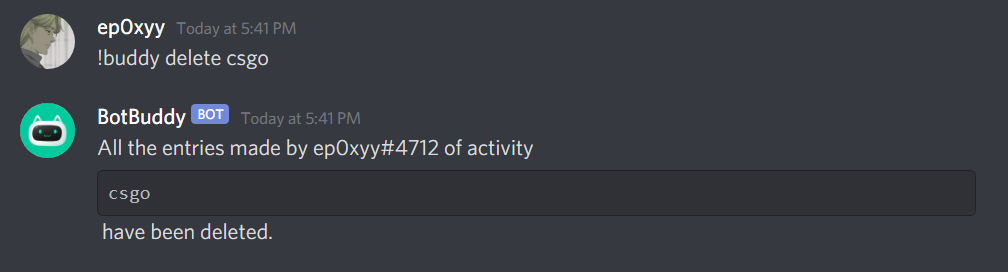 ep0xyy Today at 5:41 PM
!buddy delete csgo
BotBuddy BOT Today at 5:41 PM
All the entries made by ep0xyy#4712 of activity
csgo
have been deleted.